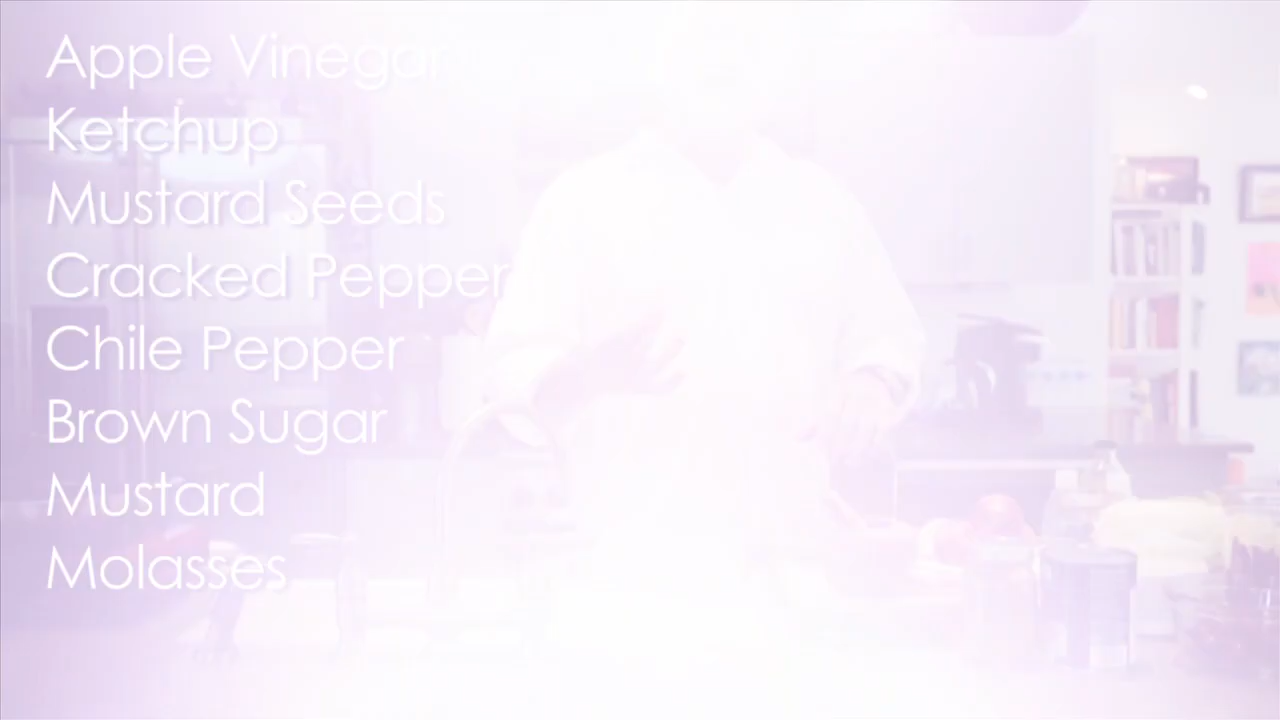 Apple Vinegar
Ketchup
Mustard Seeds
Cracked Pepper
Chile Pepper
Brown Sugar
Mustard
Molasses